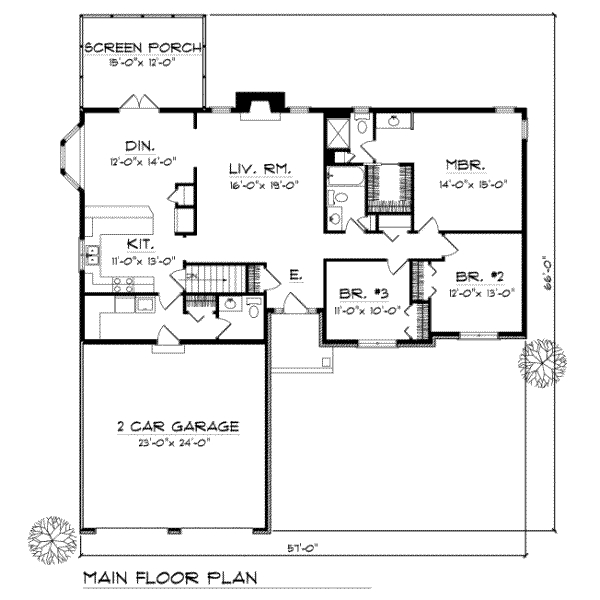 SCREEN PORCH
15'-0"x 12'-0"
DIN.
12'-0"x 14'-0"
LIV. RM.
16'-0"x 19'-0"
MBR.
14'-0"x 15'-0"
KIT.
11'-0"x 13'-0"
E.
BR. #3
11'-0"x 10'-0"
BR. #2
12'-0"x 13'-0"
66'-0"
2 CAR GARAGE
23'-0"x 24'-0"
57'-0"
MAIN FLOOR PLAN